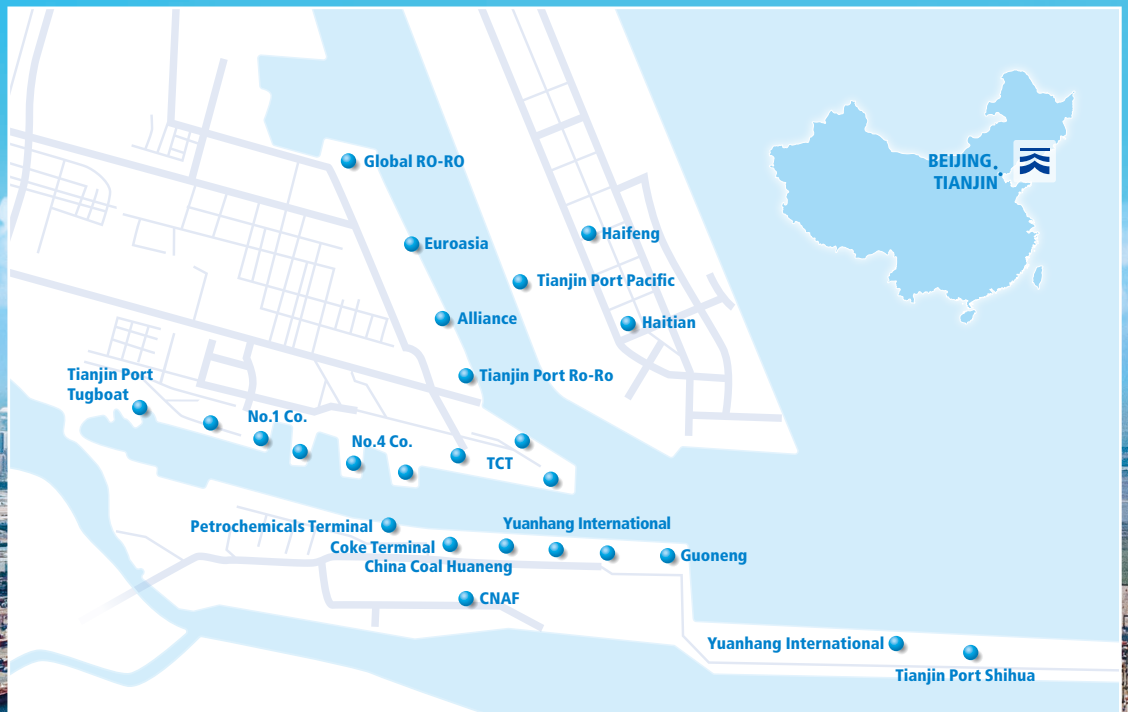 Global RO-RO
BEIJING
TIANJIN
Euroasia
Haifeng
Tianjin Port Pacific
Alliance
Haitian
Tianjin Port Ro-Ro
Tianjin Port
Tugboat
No.1 Co.
No.4 Co.
TCT
Petrochemicals Terminal
Yuanhang International
Coke Terminal
China Coal Huaneng
Guoneng
CNAF
Yuanhang International
Tianjin Port Shihua